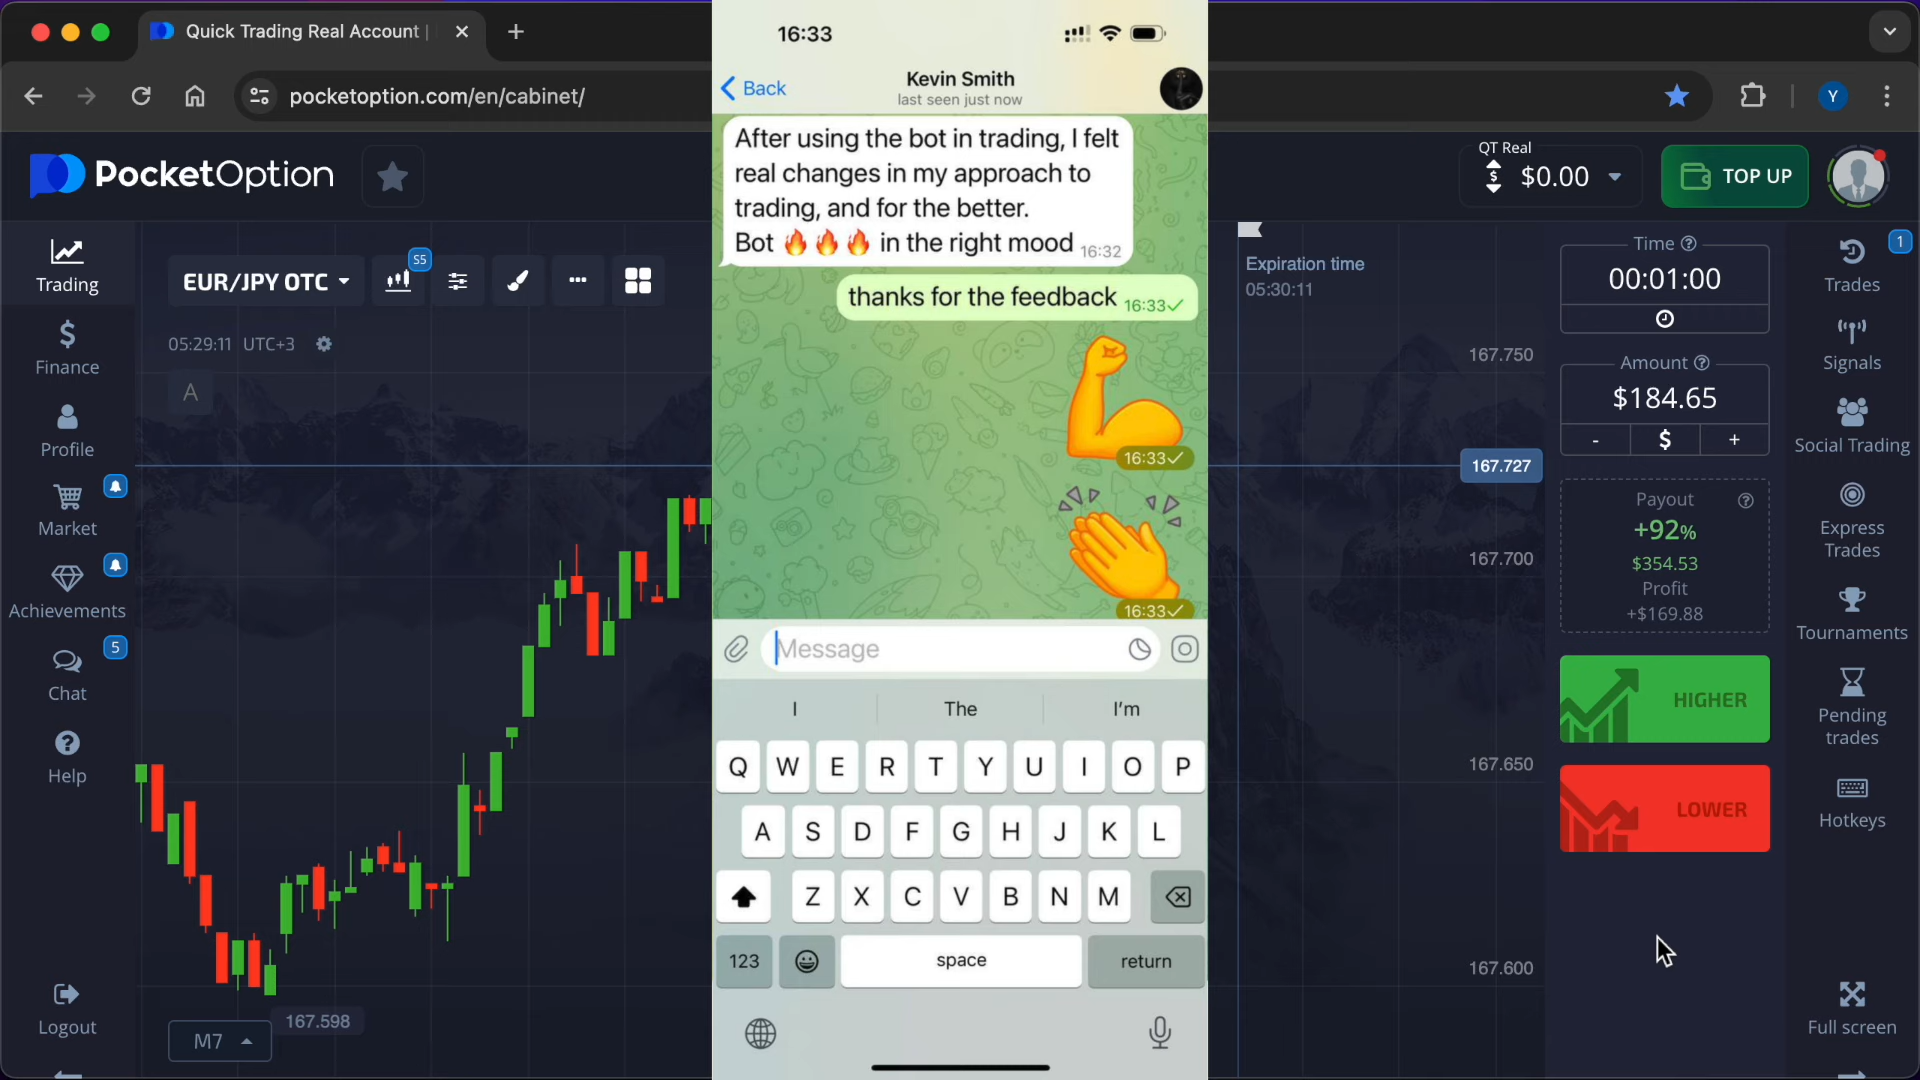 Quick Trading Real Account |
pocketoption.com/en/cabinet/
Y
PocketOption
QT Real
$0.00
TOP UP
Trading
Finance
Profile
Market
Achievements
5
Chat
Help
Logout
EUR/JPY OTC
S5
05:29:11 UTC+3
A
167.598
M7
16:33
Back
Kevin Smith
last seen just now
After using the bot in trading, I felt
real changes in my approach to
trading, and for the better.
Bot 🔥🔥🔥 in the right mood 16:32
thanks for the feedback 16:33
16:33
16:33
Message
I The I'm
Q W E R T Y U I O P
A S D F G H J K L
Z X C V B N M
123 space return
Expiration time
05:30:11
167.750
167.727
167.700
167.650
167.600
Time
00:01:00
Amount
$184.65
- $ +
Payout
+92%
$354.53
Profit
+$169.88
HIGHER
LOWER
1
Trades
Signals
Social Trading
Express
Trades
Tournaments
Pending
trades
Hotkeys
Full screen